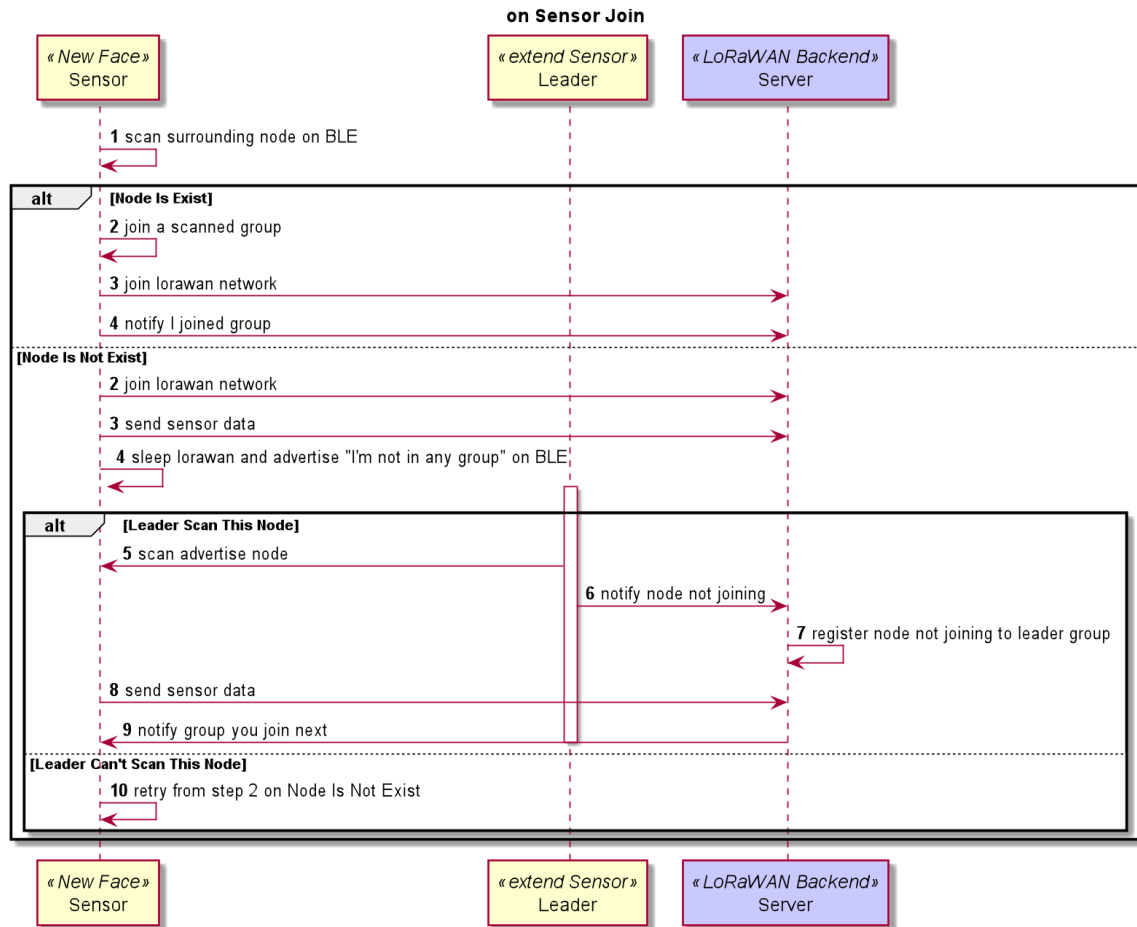 on Sensor Join
«New Face»
Sensor
«extend Sensor»
Leader
«LoRaWAN Backend»
Server
1 scan surrounding node on BLE
alt [Node Is Exist]
2 join a scanned group
3 join lorawan network
4 notify I joined group
[Node Is Not Exist]
2 join lorawan network
3 send sensor data
4 sleep lorawan and advertise "I'm not in any group" on BLE
alt [Leader Scan This Node]
5 scan advertise node
6 notify node not joining
7 register node not joining to leader group
8 send sensor data
9 notify group you join next
[Leader Can't Scan This Node]
10 retry from step 2 on Node Is Not Exist
«New Face»
Sensor
«extend Sensor»
Leader
«LoRaWAN Backend»
Server